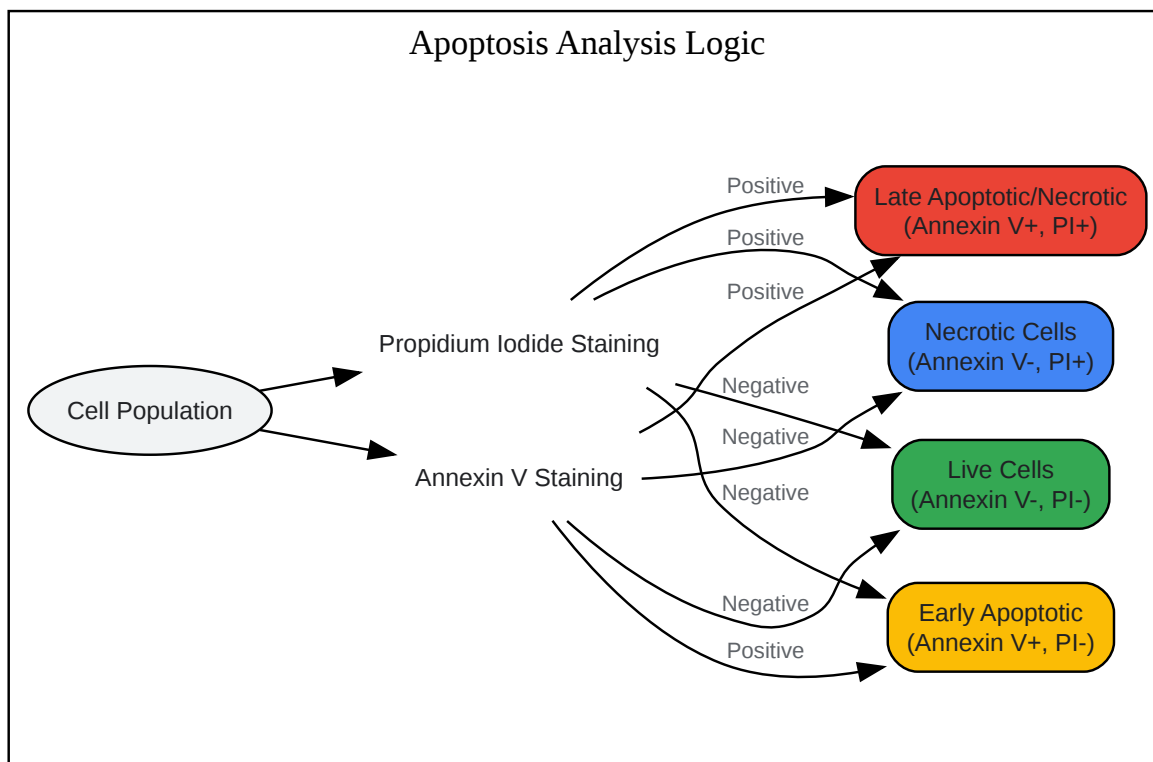 Apoptosis Analysis Logic
Cell Population
Propidium Iodide Staining
Annexin V Staining
Positive
Positive
Positive
Negative
Negative
Negative
Negative
Positive
Late Apoptotic/Necrotic
(Annexin V+, PI+)
Necrotic Cells
(Annexin V-, PI+)
Live Cells
(Annexin V-, PI-)
Early Apoptotic
(Annexin V+, PI-)